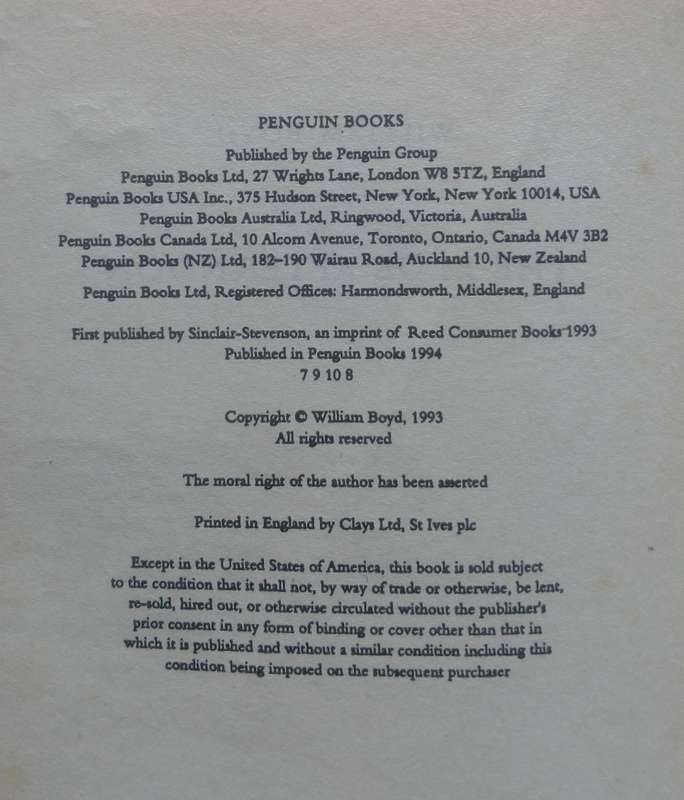 PENGUIN BOOKS
Published by the Penguin Group
Penguin Books Ltd, 27 Wrights Lane, London W8 5TZ, England
Penguin Books USA Inc., 375 Hudson Street, New York, New York 10014, USA
Penguin Books Australia Ltd, Ringwood, Victoria, Australia
Penguin Books Canada Ltd, 10 Alcorn Avenue, Toronto, Ontario, Canada M4V 3B2
Penguin Books (NZ) Ltd, 182–190 Wairau Road, Auckland 10, New Zealand
Penguin Books Ltd, Registered Offices: Harmondsworth, Middlesex, England
First published by Sinclair-Stevenson, an imprint of Reed Consumer Books 1993
Published in Penguin Books 1994
7 9 10 8
Copyright © William Boyd, 1993
All rights reserved
The moral right of the author has been asserted
Printed in England by Clays Ltd, St Ives plc
Except in the United States of America, this book is sold subject
to the condition that it shall not, by way of trade or otherwise, be lent,
re-sold, hired out, or otherwise circulated without the publisher's
prior consent in any form of binding or cover other than that in
which it is published and without a similar condition including this
condition being imposed on the subsequent purchaser